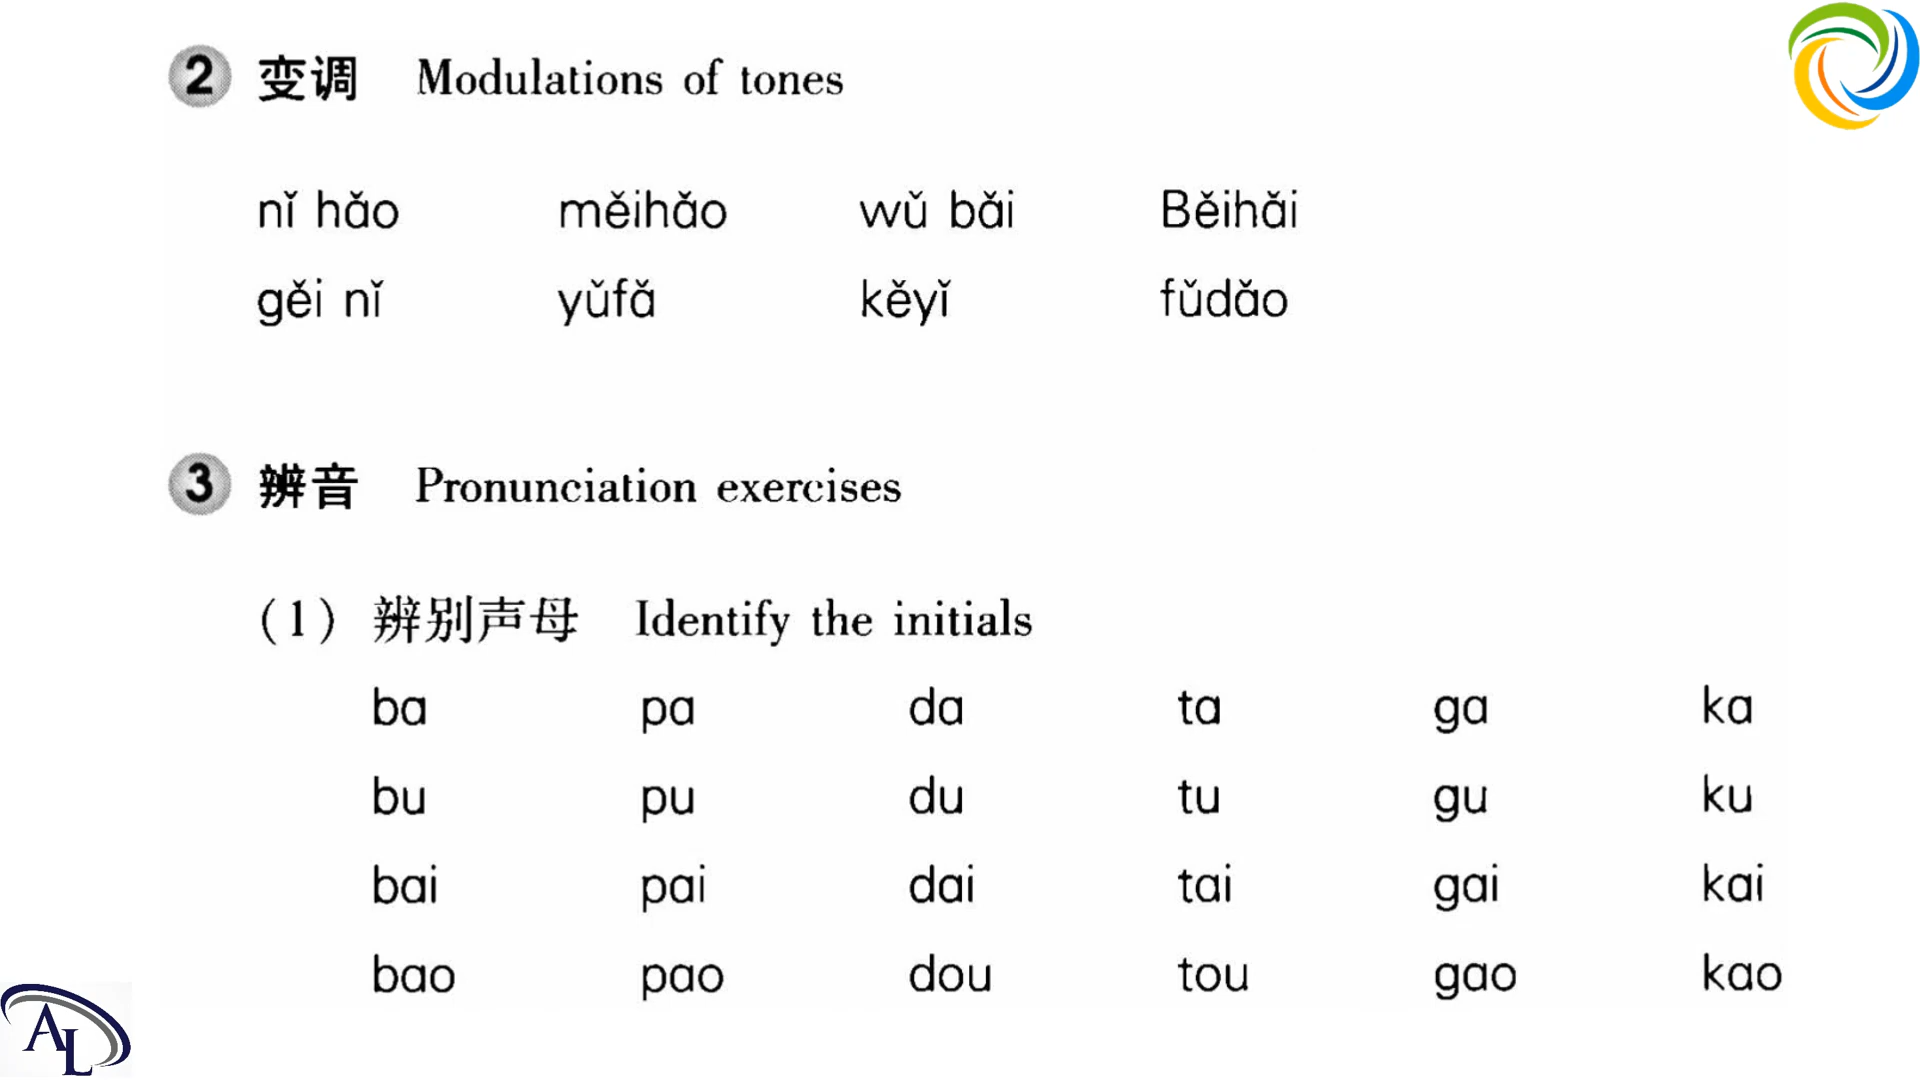 2 变调 Modulations of tones
nǐ hǎo měihǎo wǔ bǎi Běihǎi
gěi nǐ yǔfǎ kěyǐ fǔdǎo
3 辨音 Pronunciation exercises
(1) 辨别声母 Identify the initials
ba pa da ta ga ka
bu pu du tu gu ku
bai pai dai tai gai kai
bao pao dou tou gao kao
AL